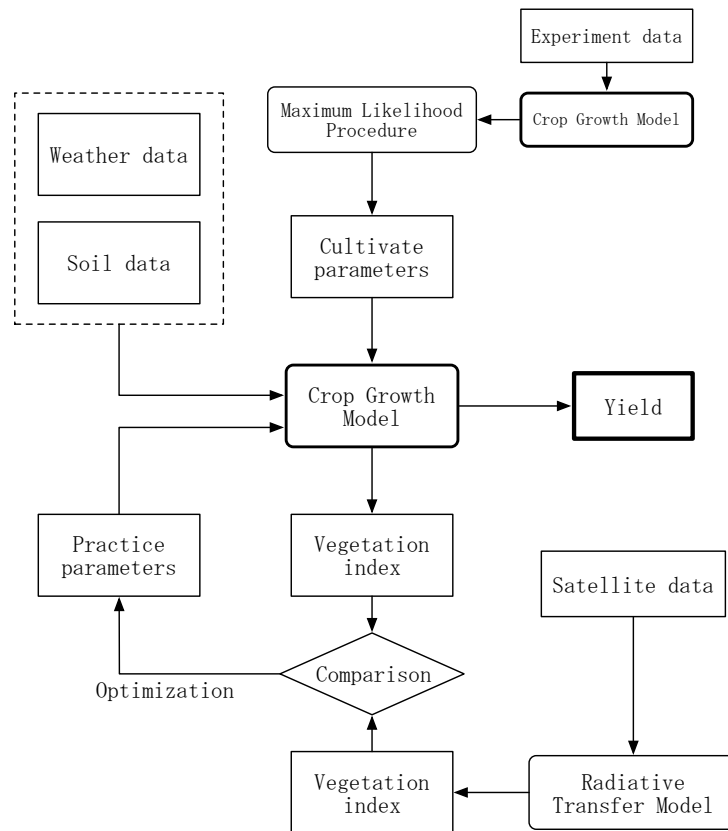 Experiment data
Maximum Likelihood
Procedure
Crop Growth Model
Weather data
Soil data
Cultivate
parameters
Crop Growth
Model
Yield
Practice
parameters
Vegetation
index
Satellite data
Comparison
Optimization
Vegetation
index
Radiative
Transfer Model